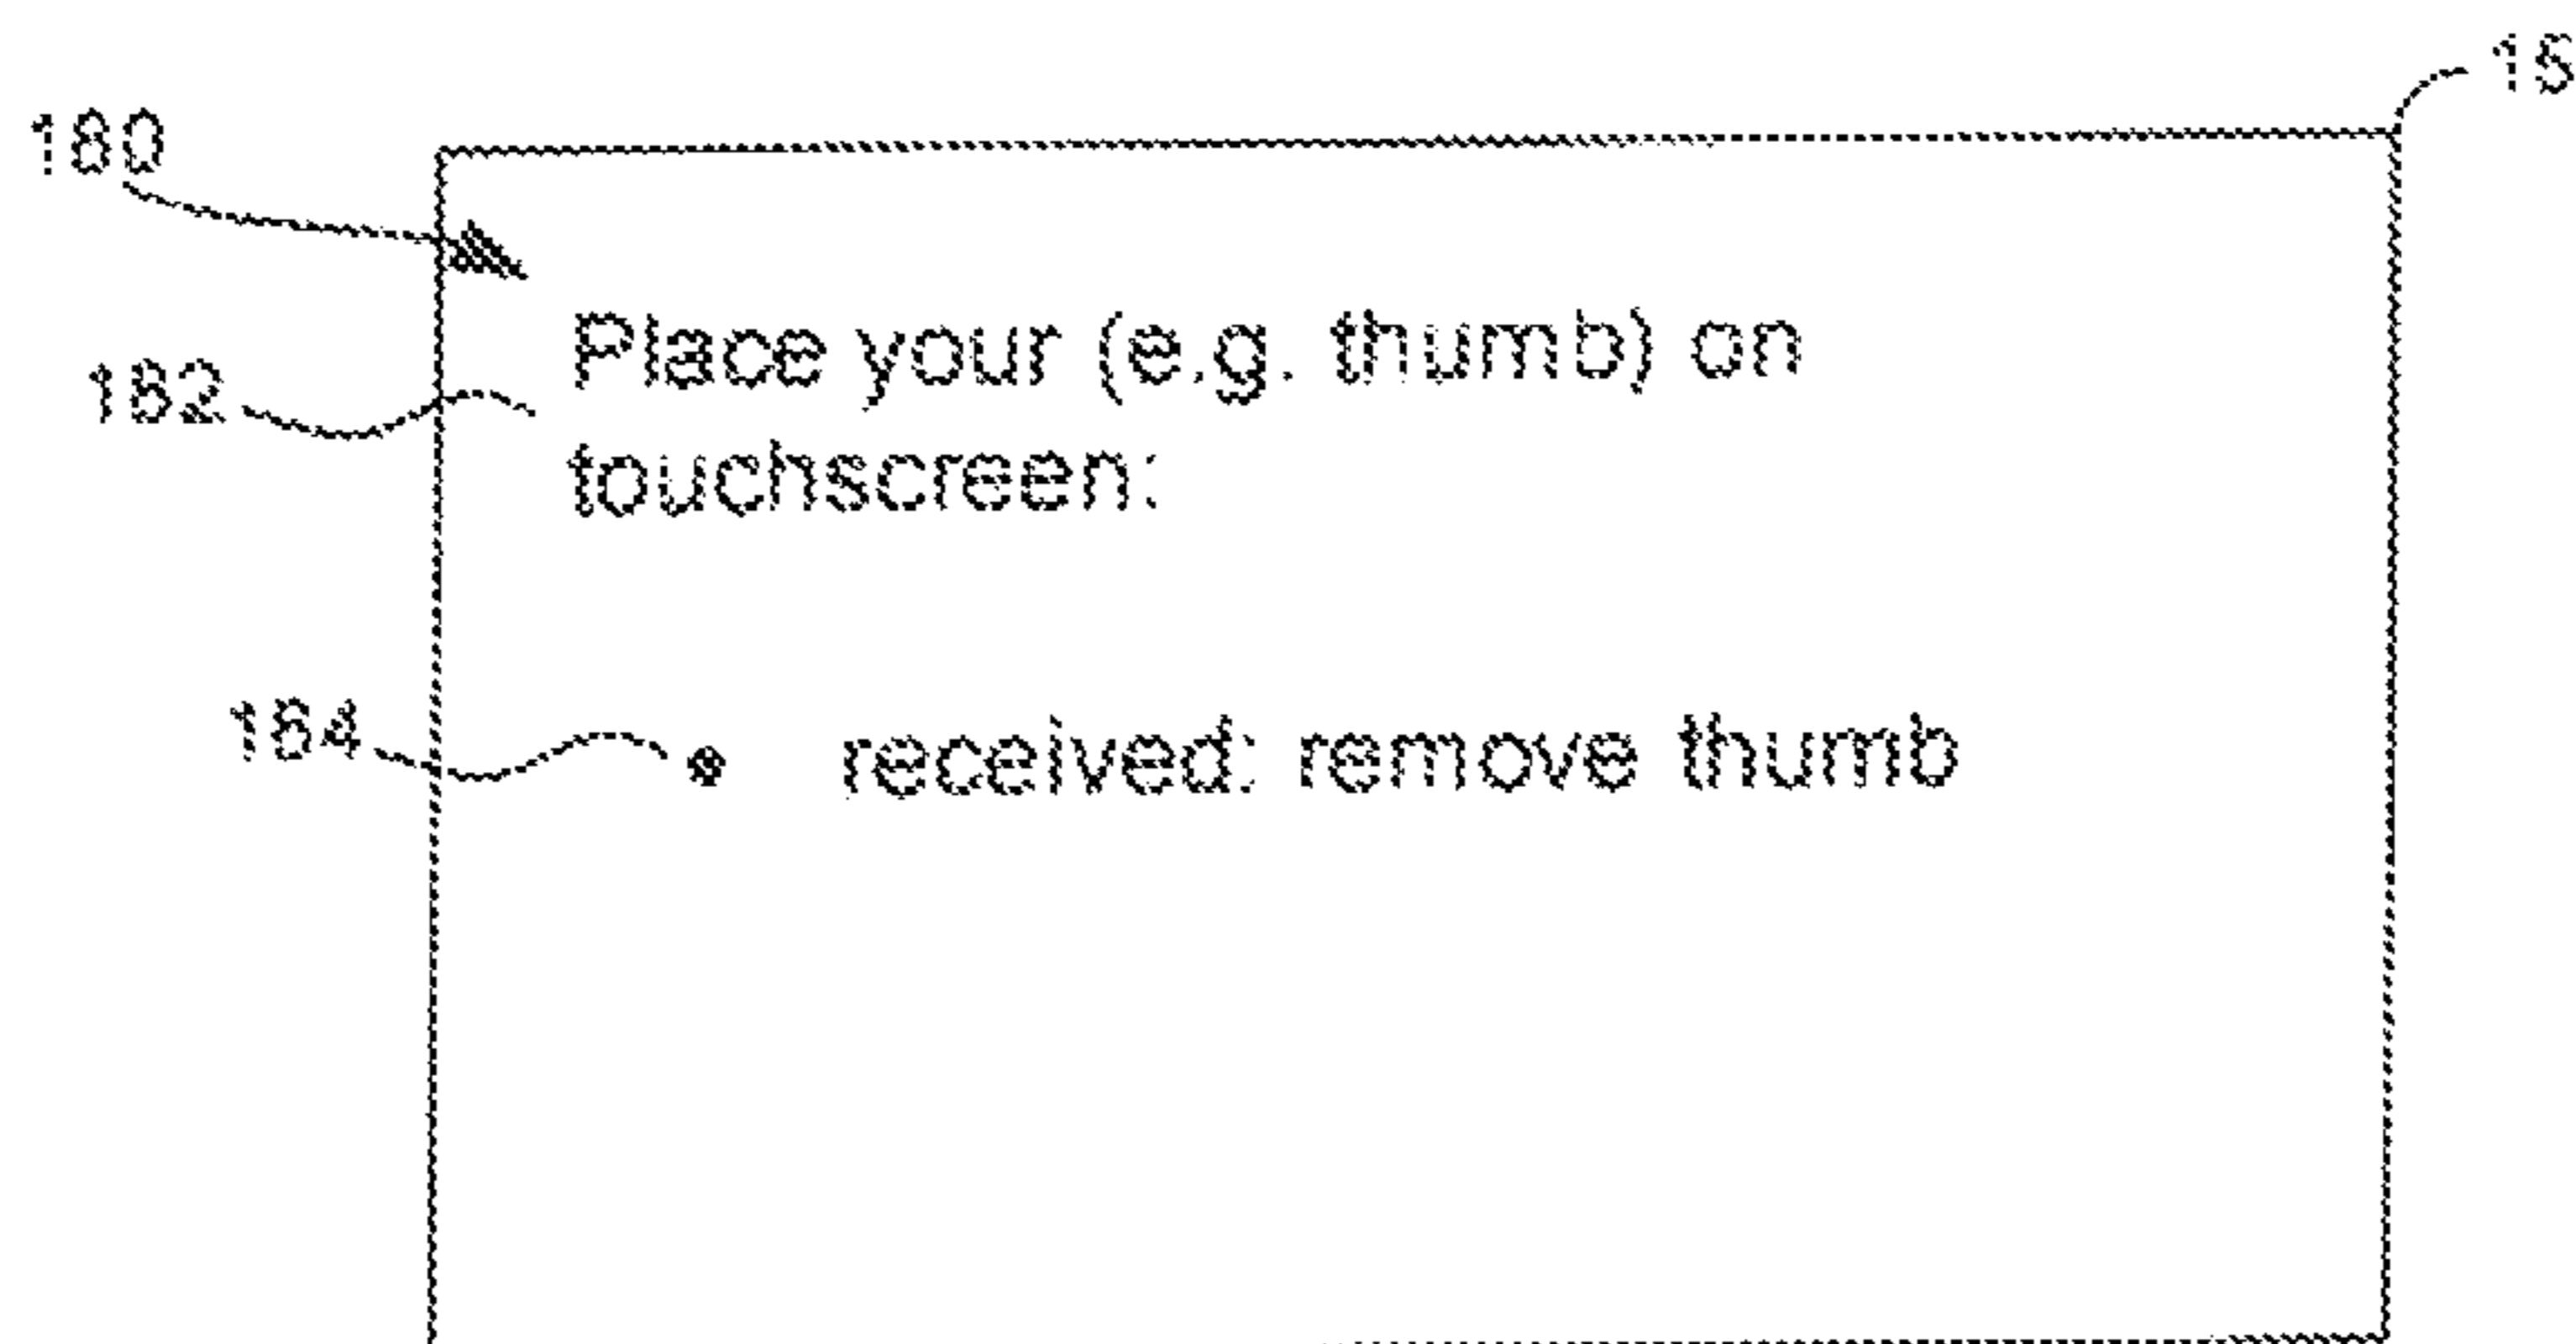 180
Place your (e.g. thumb) on
182
touchscreen:
184 • received: remove thumb